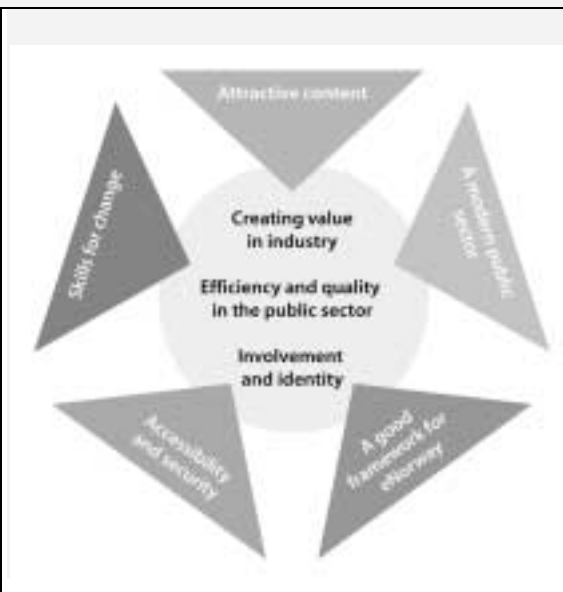 Attractive content
Skills for change
A modern public
sector
Creating value
in industry
Efficiency and quality
in the public sector
Involvement
and identity
Accessibility
and security
A good
framework for
eNorway